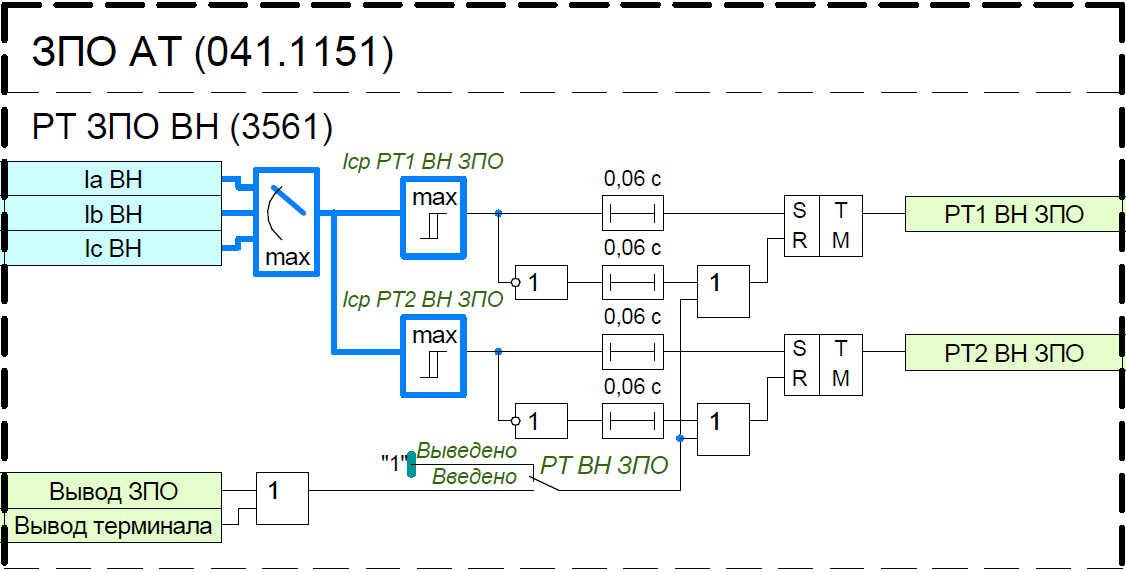 ЗПО АТ (041.1151)
РТ ЗПО ВН (3561)
Iср РТ1 ВН ЗПО
Ia ВН
Ib ВН
Ic ВН
max
max
0,06 с
S T
R M
РТ1 ВН ЗПО
0,06 с
1
1
Iср РТ2 ВН ЗПО
max
0,06 с
S T
R M
РТ2 ВН ЗПО
0,06 с
1
1
"1"
Выведено
Введено
РТ ВН ЗПО
Вывод ЗПО
Вывод терминала
1